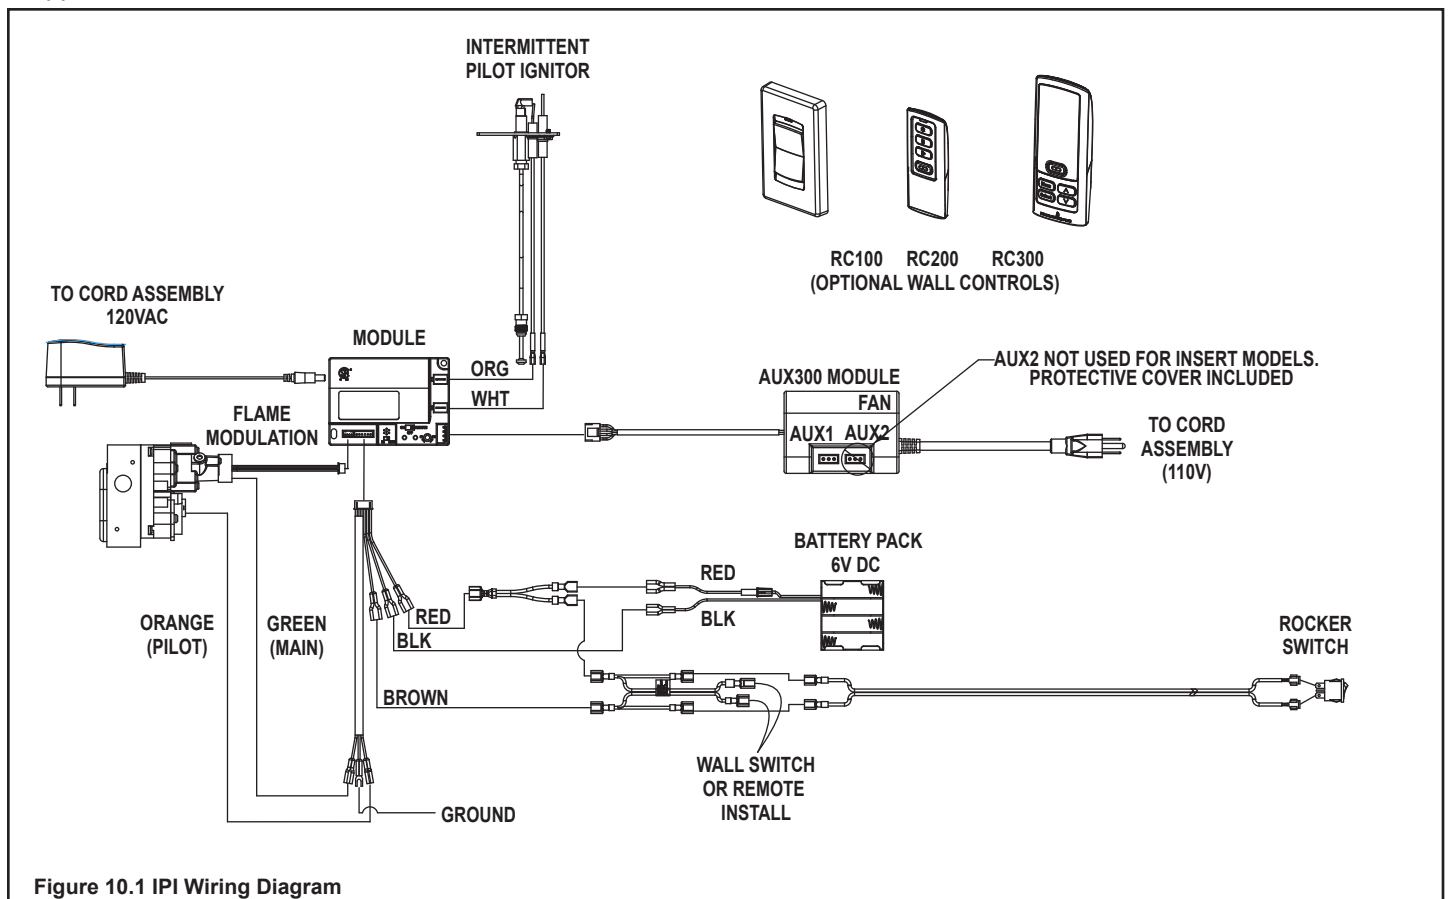 INTERMITTENT
PILOT IGNITOR
RC100 RC200 RC300
(OPTIONAL WALL CONTROLS)
TO CORD ASSEMBLY
120VAC
MODULE
ORG
WHT
FLAME
MODULATION
AUX2 NOT USED FOR INSERT MODELS.
PROTECTIVE COVER INCLUDED
AUX300 MODULE
FAN
AUX1 AUX2
TO CORD
ASSEMBLY
(110V)
BATTERY PACK
6V DC
RED
BLK
RED
BLK
ORANGE
(PILOT)
GREEN
(MAIN)
BROWN
ROCKER
SWITCH
WALL SWITCH
OR REMOTE
INSTALL
GROUND
Figure 10.1 IPI Wiring Diagram